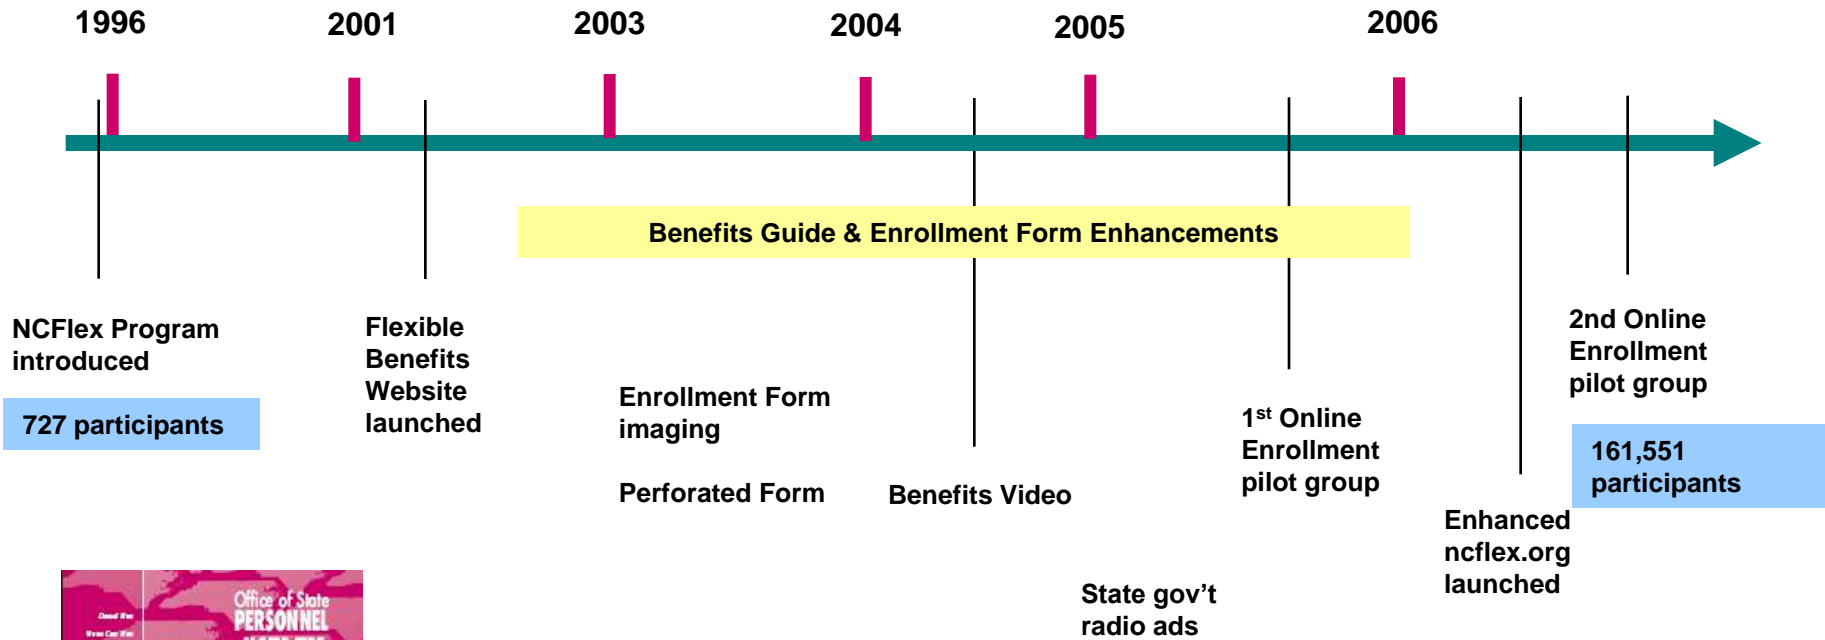 1996
2001
2003
2004
2005
2006
Benefits Guide & Enrollment Form Enhancements
NCFlex Program
introduced
727 participants
Flexible
Benefits
Website
launched
Enrollment Form
imaging
Perforated Form
Benefits Video
1st Online
Enrollment
pilot group
2nd Online
Enrollment
pilot group
161,551
participants
Enhanced
ncflex.org
launched
State gov’t
radio ads
Office of State
PERSONNEL